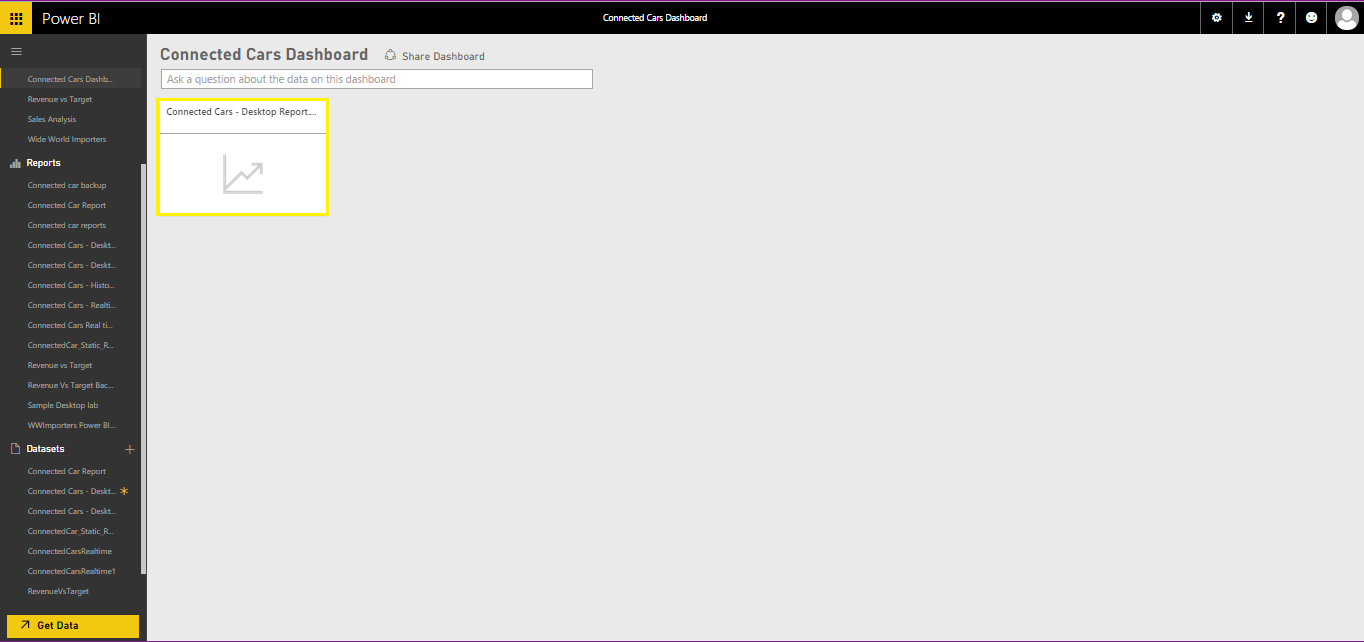 Power BI
Connected Cars Dashboard
?
Connected Cars Dashb...
Revenue vs Target
Sales Analysis
Wide World Importers
Reports
Connected car backup
Connected Car Report
Connected car reports
Connected Cars - Deskt...
Connected Cars - Deskt...
Connected Cars - Histo...
Connected Cars - Realti...
Connected Cars Real ti...
ConnectedCar_Static_R...
Revenue vs Target
Revenue Vs Target Bac...
Sample Desktop lab
WWImporters Power BI...
Datasets
Connected Car Report
Connected Cars - Deskt...
Connected Cars - Deskt...
ConnectedCar_Static_R...
ConnectedCarsRealtime
ConnectedCarsRealtime1
RevenueVsTarget
Get Data
Connected Cars Dashboard Share Dashboard
Ask a question about the data on this dashboard
Connected Cars - Desktop Report....